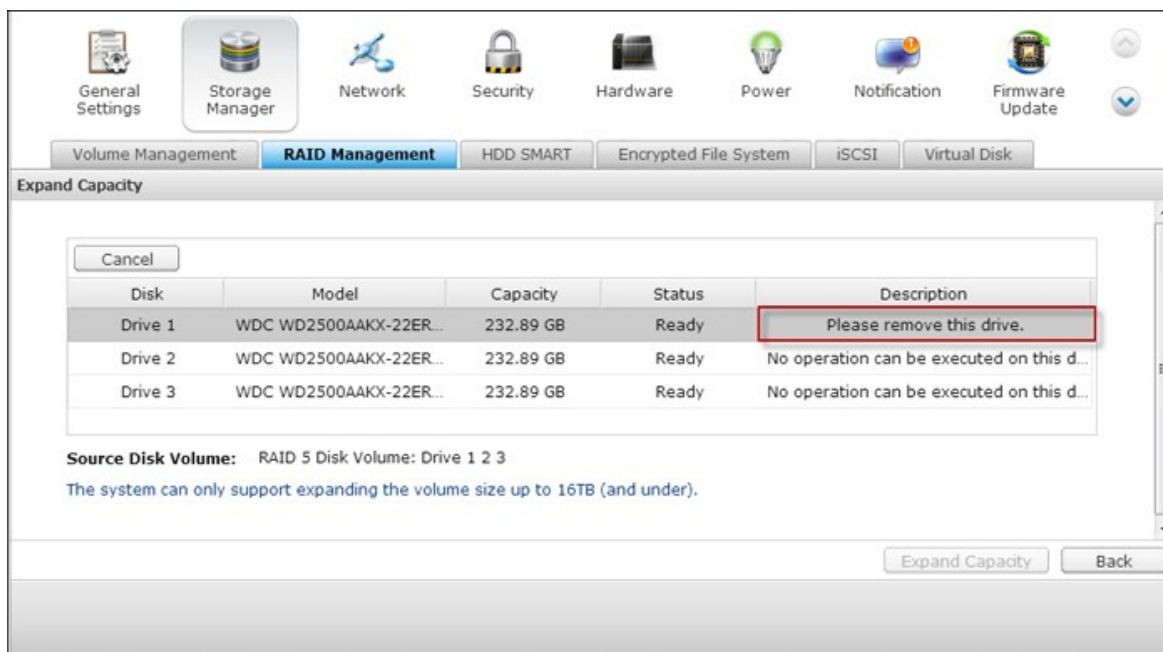 General Settings
Storage Manager
Network
Security
Hardware
Power
Notification
Firmware Update
Volume Management
RAID Management
HDD SMART
Encrypted File System
iSCSI
Virtual Disk
Expand Capacity
Cancel
Disk Model Capacity Status Description
Drive 1 WDC WD2500AAKX-22ER... 232.89 GB Ready Please remove this drive.
Drive 2 WDC WD2500AAKX-22ER... 232.89 GB Ready No operation can be executed on this d...
Drive 3 WDC WD2500AAKX-22ER... 232.89 GB Ready No operation can be executed on this d...
Source Disk Volume: RAID 5 Disk Volume: Drive 1 2 3
The system can only support expanding the volume size up to 16TB (and under).
Expand Capacity
Back